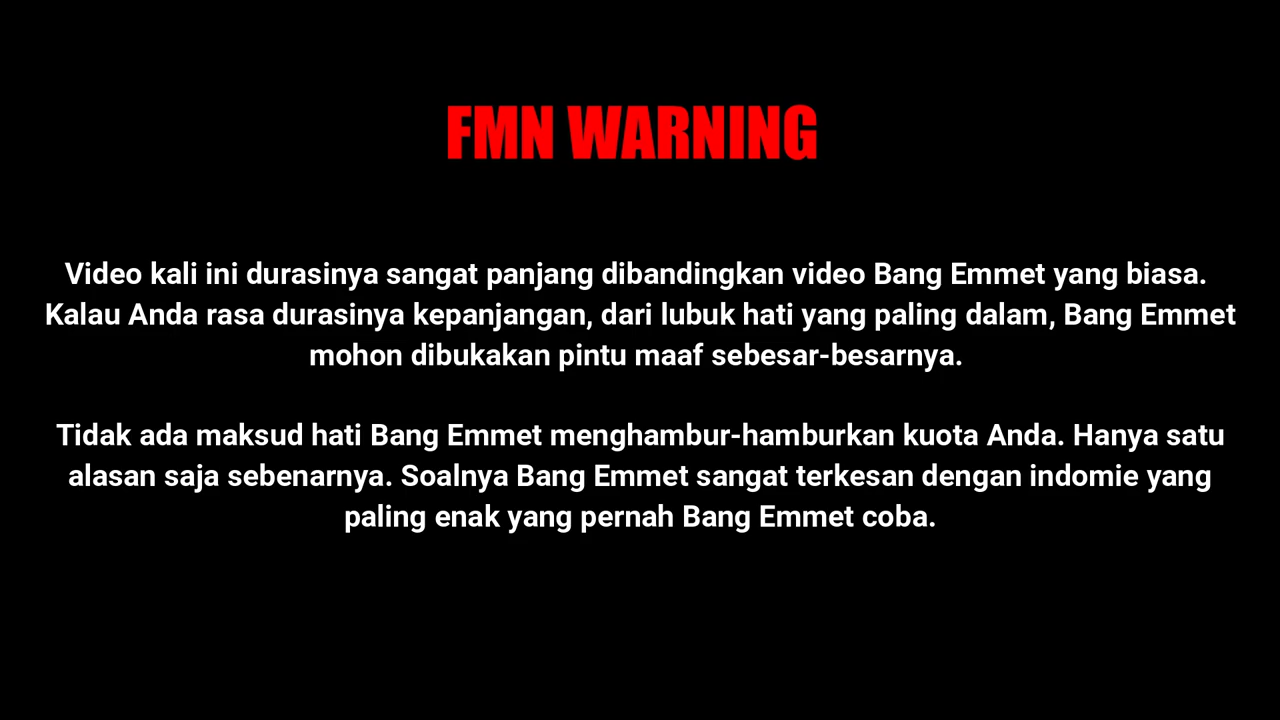 FMN WARNING
Video kali ini durasinya sangat panjang dibandingkan video Bang Emmet yang biasa.
Kalau Anda rasa durasinya kepanjangan, dari lubuk hati yang paling dalam, Bang Emmet
mohon dibukakan pintu maaf sebesar-besarnya.
Tidak ada maksud hati Bang Emmet menghambur-hamburkan kuota Anda. Hanya satu
alasan saja sebenarnya. Soalnya Bang Emmet sangat terkesan dengan indomie yang
paling enak yang pernah Bang Emmet coba.